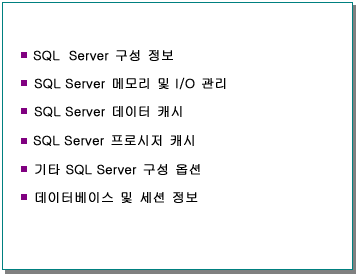 SQL Server 구성 정보
SQL Server 메모리 및 I/O 관리
SQL Server 데이터 캐시
SQL Server 프로시저 캐시
기타 SQL Server 구성 옵션
데이터베이스 및 세션 정보